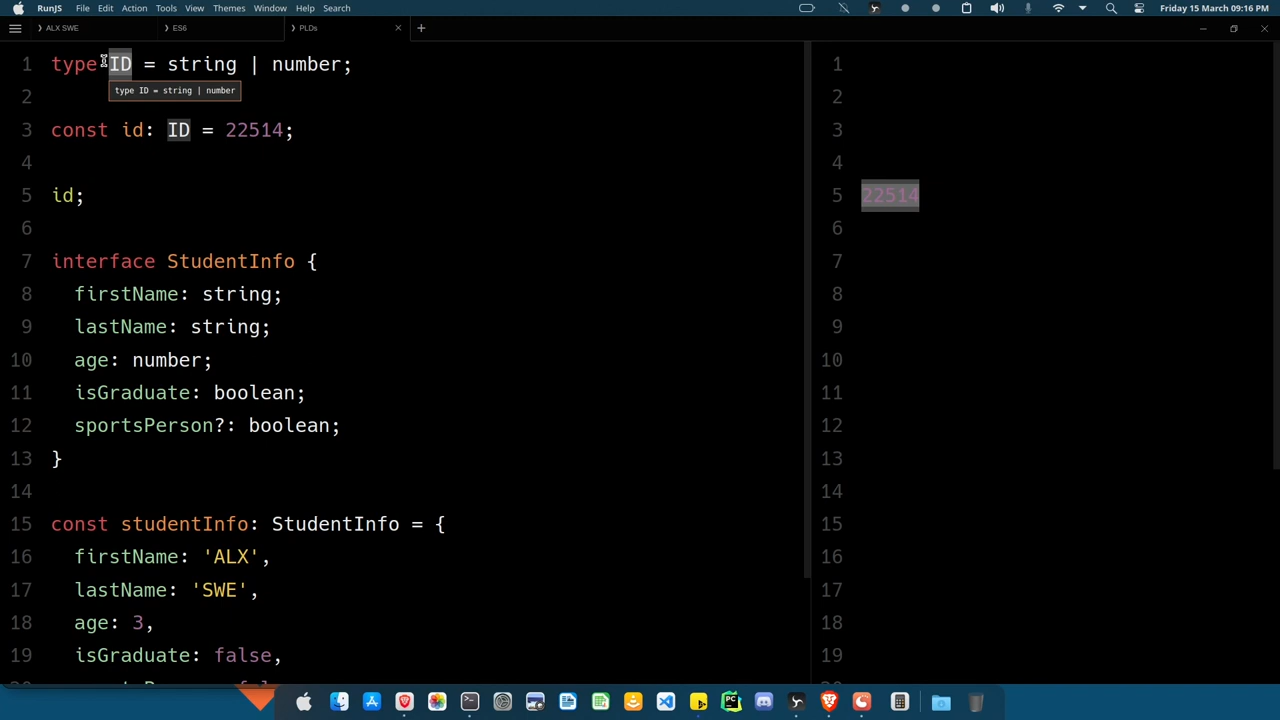 RunJS File Edit Actions Themes Window Help Search Friday 15 March 09:16 PM
ALX SWE ES6 PLDs
1 type ID = string | number;
type ID = string | number
2
3 const id: ID = 22514;
4
5 id;
6
7 interface StudentInfo {
8 firstName: string;
9 lastName: string;
10 age: number;
11 isGraduate: boolean;
12 sportsPerson?: boolean;
13 }
14
15 const studentInfo: StudentInfo = {
16 firstName: 'ALX',
17 lastName: 'SWE',
18 age: 3,
19 isGraduate: false,
1
2
3
4
5 22514
6
7
8
9
10
11
12
13
14
15
16
17
18
19